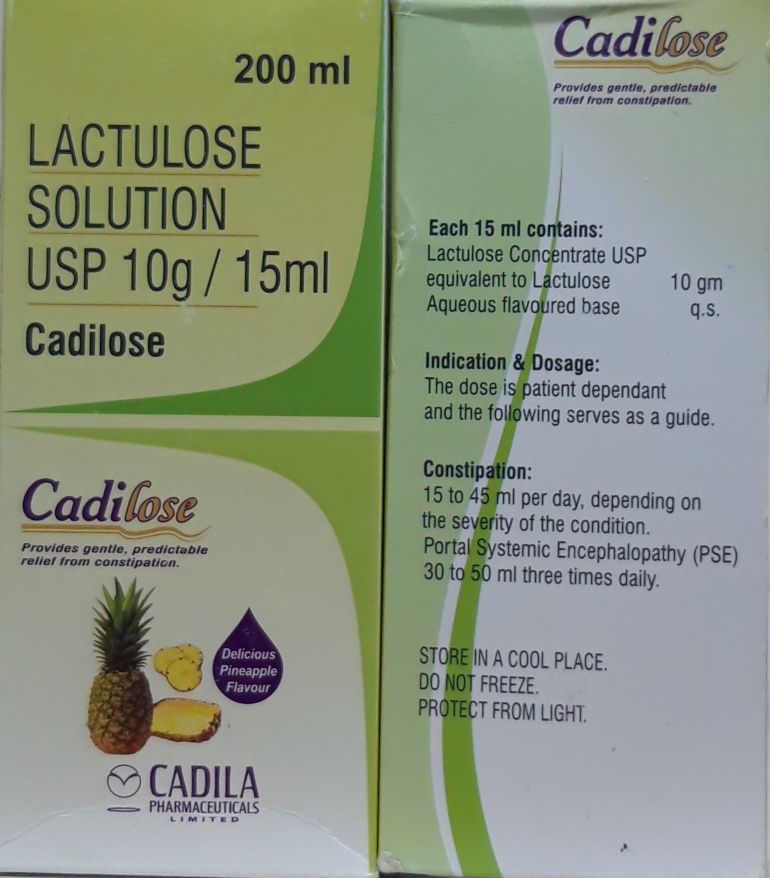 200 ml
LACTULOSE
SOLUTION
USP 10g / 15ml
Cadilose
Cadilose
Provides gentle, predictable
relief from constipation.
Delicious
Pineapple
Flavour
CADILA
PHARMACEUTICALS
LIMITED
Cadilose
Provides gentle, predictable
relief from constipation.
Each 15 ml contains:
Lactulose Concentrate USP
equivalent to Lactulose 10 gm
Aqueous flavoured base q.s.
Indication & Dosage:
The dose is patient dependant
and the following serves as a guide.
Constipation:
15 to 45 ml per day, depending on
the severity of the condition.
Portal Systemic Encephalopathy (PSE)
30 to 50 ml three times daily.
STORE IN A COOL PLACE.
DO NOT FREEZE.
PROTECT FROM LIGHT.